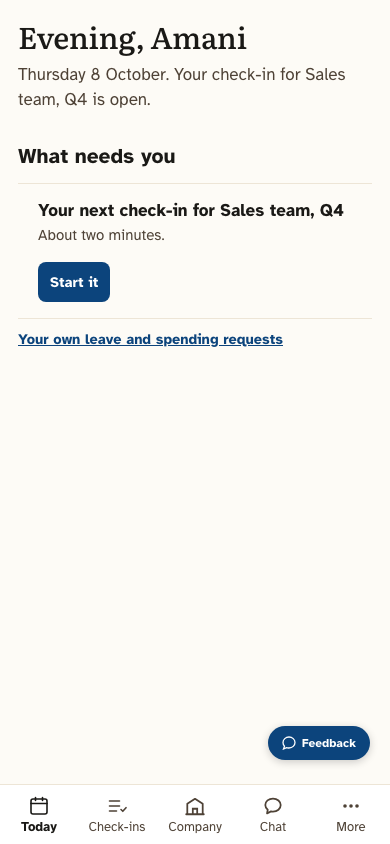 Evening, Amani
Thursday 8 October. Your check-in for Sales
team, Q4 is open.
What needs you
Your next check-in for Sales team, Q4
About two minutes.
Start it
Your own leave and spending requests
Feedback
Today
Check-ins
Company
Chat
More